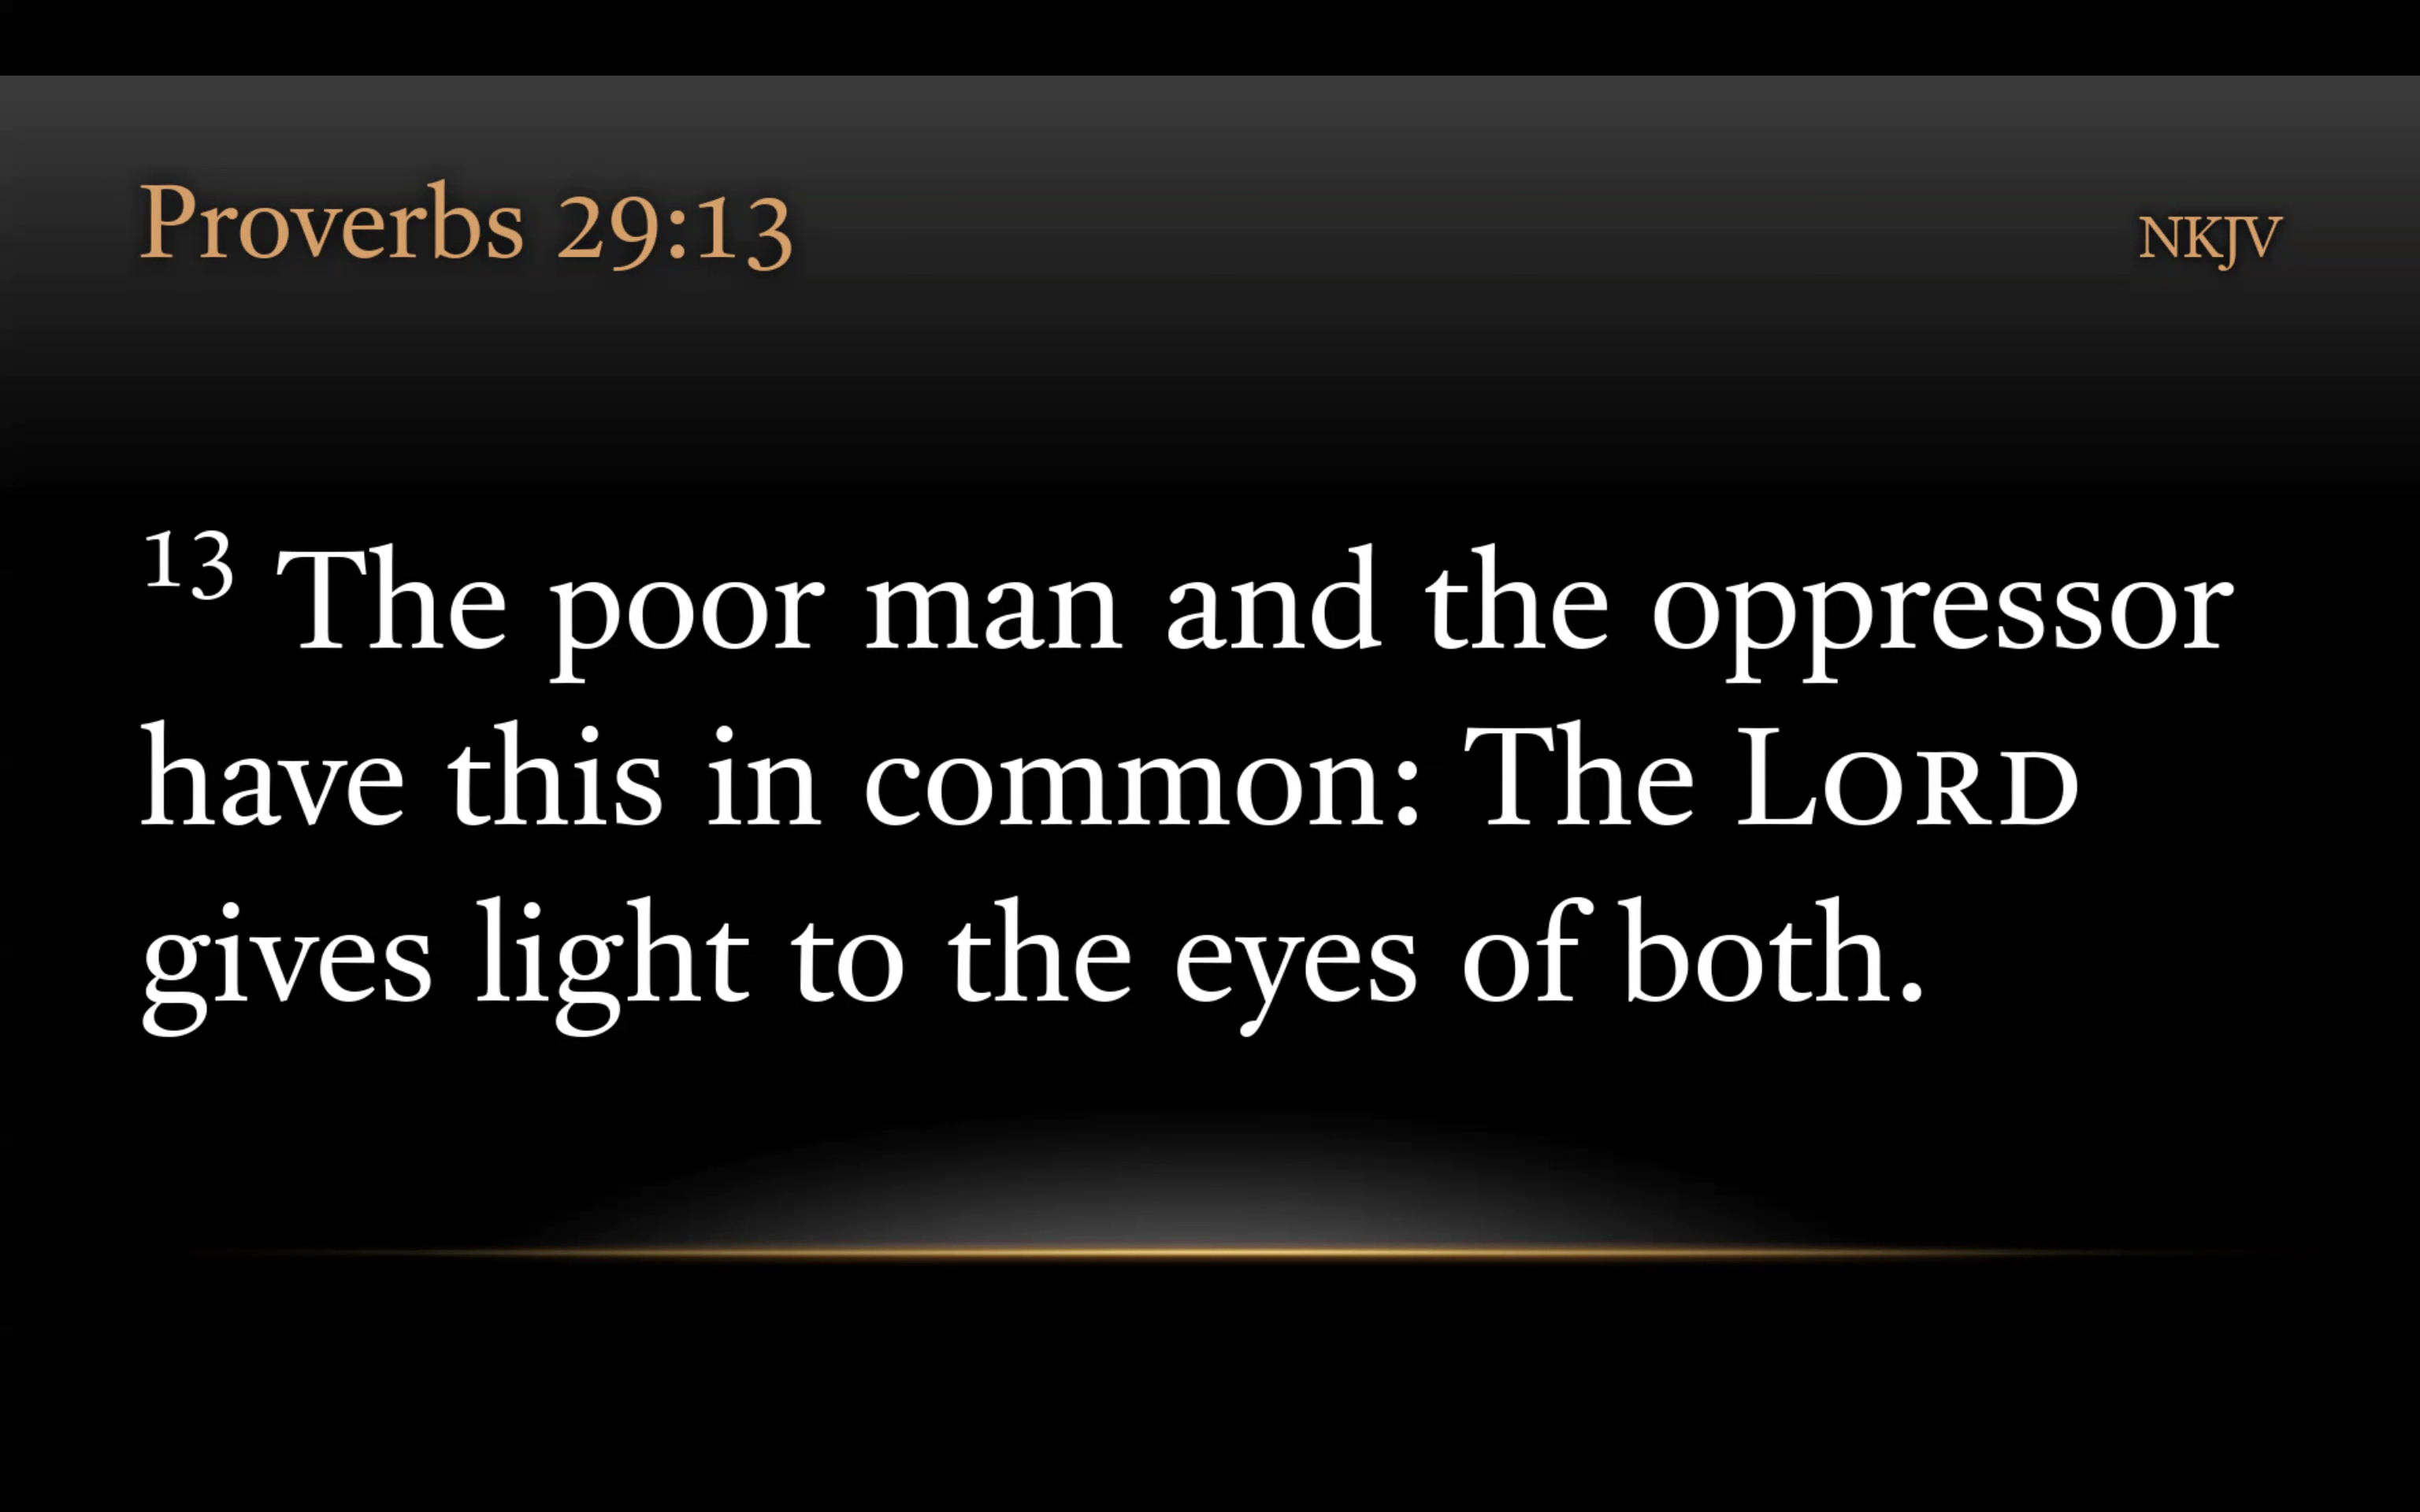 Proverbs 29:13
NKJV
13 The poor man and the oppressor
have this in common: The LORD
gives light to the eyes of both.